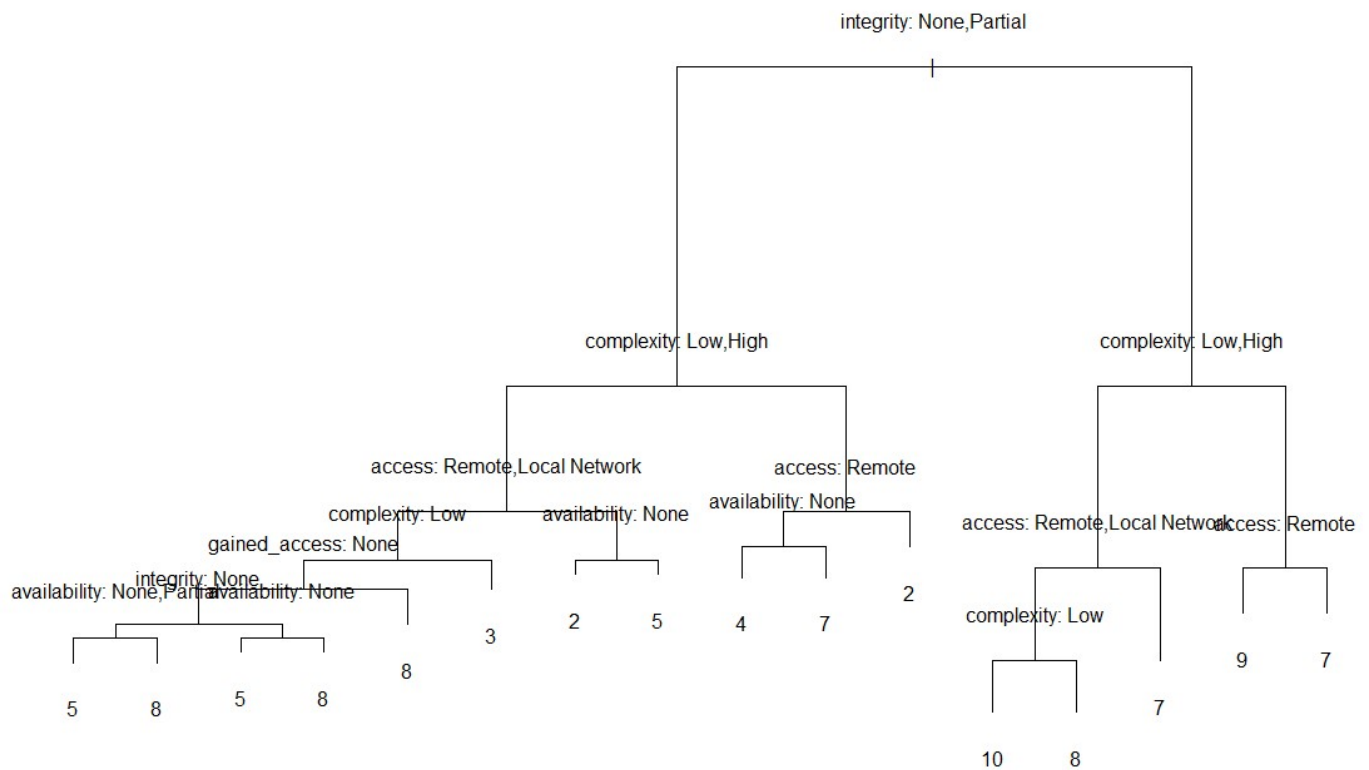 integrity: None,Partial
complexity: Low,High
complexity: Low,High
access: Remote,Local Network
access: Remote
availability: None
complexity: Low
availability: None
access: Remote,Local Network
access: Remote
gained_access: None
integrity: None
availability: None,Partial
availability: None
2
complexity: Low
2
5
4
7
3
9
7
8
5
8
5
8
7
10
8